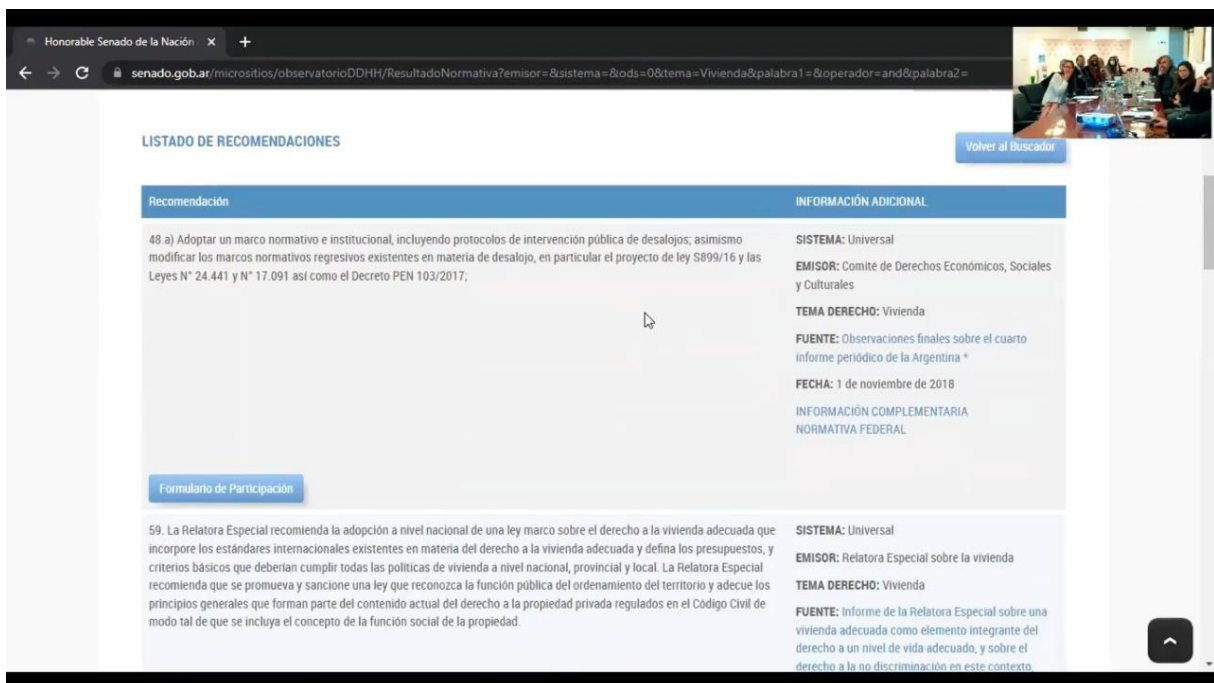 Honorable Senado de la Nación
senado.gob.ar/micrositios/observatorioDDHH/ResultadoNormativa?emisor=&sistema=&ods=0&tema=Vivienda&palabra1=&operador=and&palabra2=
LISTADO DE RECOMENDACIONES
Volver al Buscador
Recomendación
INFORMACIÓN ADICIONAL
48.a) Adoptar un marco normativo e institucional, incluyendo protocolos de intervención pública de desalojos; asimismo
modificar los marcos normativos regresivos existentes en materia de desalojo, en particular el proyecto de ley S899/16 y las
Leyes N° 24.441 y N° 17.091 así como el Decreto PEN 103/2017;
SISTEMA: Universal
EMISOR: Comité de Derechos Económicos, Sociales
y Culturales
TEMA DERECHO: Vivienda
FUENTE: Observaciones finales sobre el cuarto
informe periódico de la Argentina *
FECHA: 1 de noviembre de 2018
INFORMACIÓN COMPLEMENTARIA
NORMATIVA FEDERAL
Formulario de Participación
59. La Relatora Especial recomienda la adopción a nivel nacional de una ley marco sobre el derecho a la vivienda adecuada que
incorpore los estándares internacionales existentes en materia del derecho a la vivienda adecuada y defina los presupuestos, y
criterios básicos que deberían cumplir todas las políticas de vivienda a nivel nacional, provincial y local. La Relatora Especial
recomienda que se promueva y sancione una ley que reconozca la función pública del ordenamiento del territorio y adecue los
principios generales que forman parte del contenido actual del derecho a la propiedad privada regulados en el Código Civil de
modo tal de que se incluya el concepto de la función social de la propiedad.
SISTEMA: Universal
EMISOR: Relatora Especial sobre la vivienda
TEMA DERECHO: Vivienda
FUENTE: Informe de la Relatora Especial sobre una
vivienda adecuada como elemento integrante del
derecho a un nivel de vida adecuado, y sobre el
derecho a la no discriminación en este contexto,